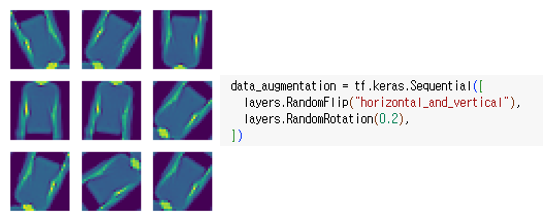 data_augmentation = tf.keras.Sequential([
  layers.RandomFlip("horizontal_and_vertical"),
  layers.RandomRotation(0.2),
])